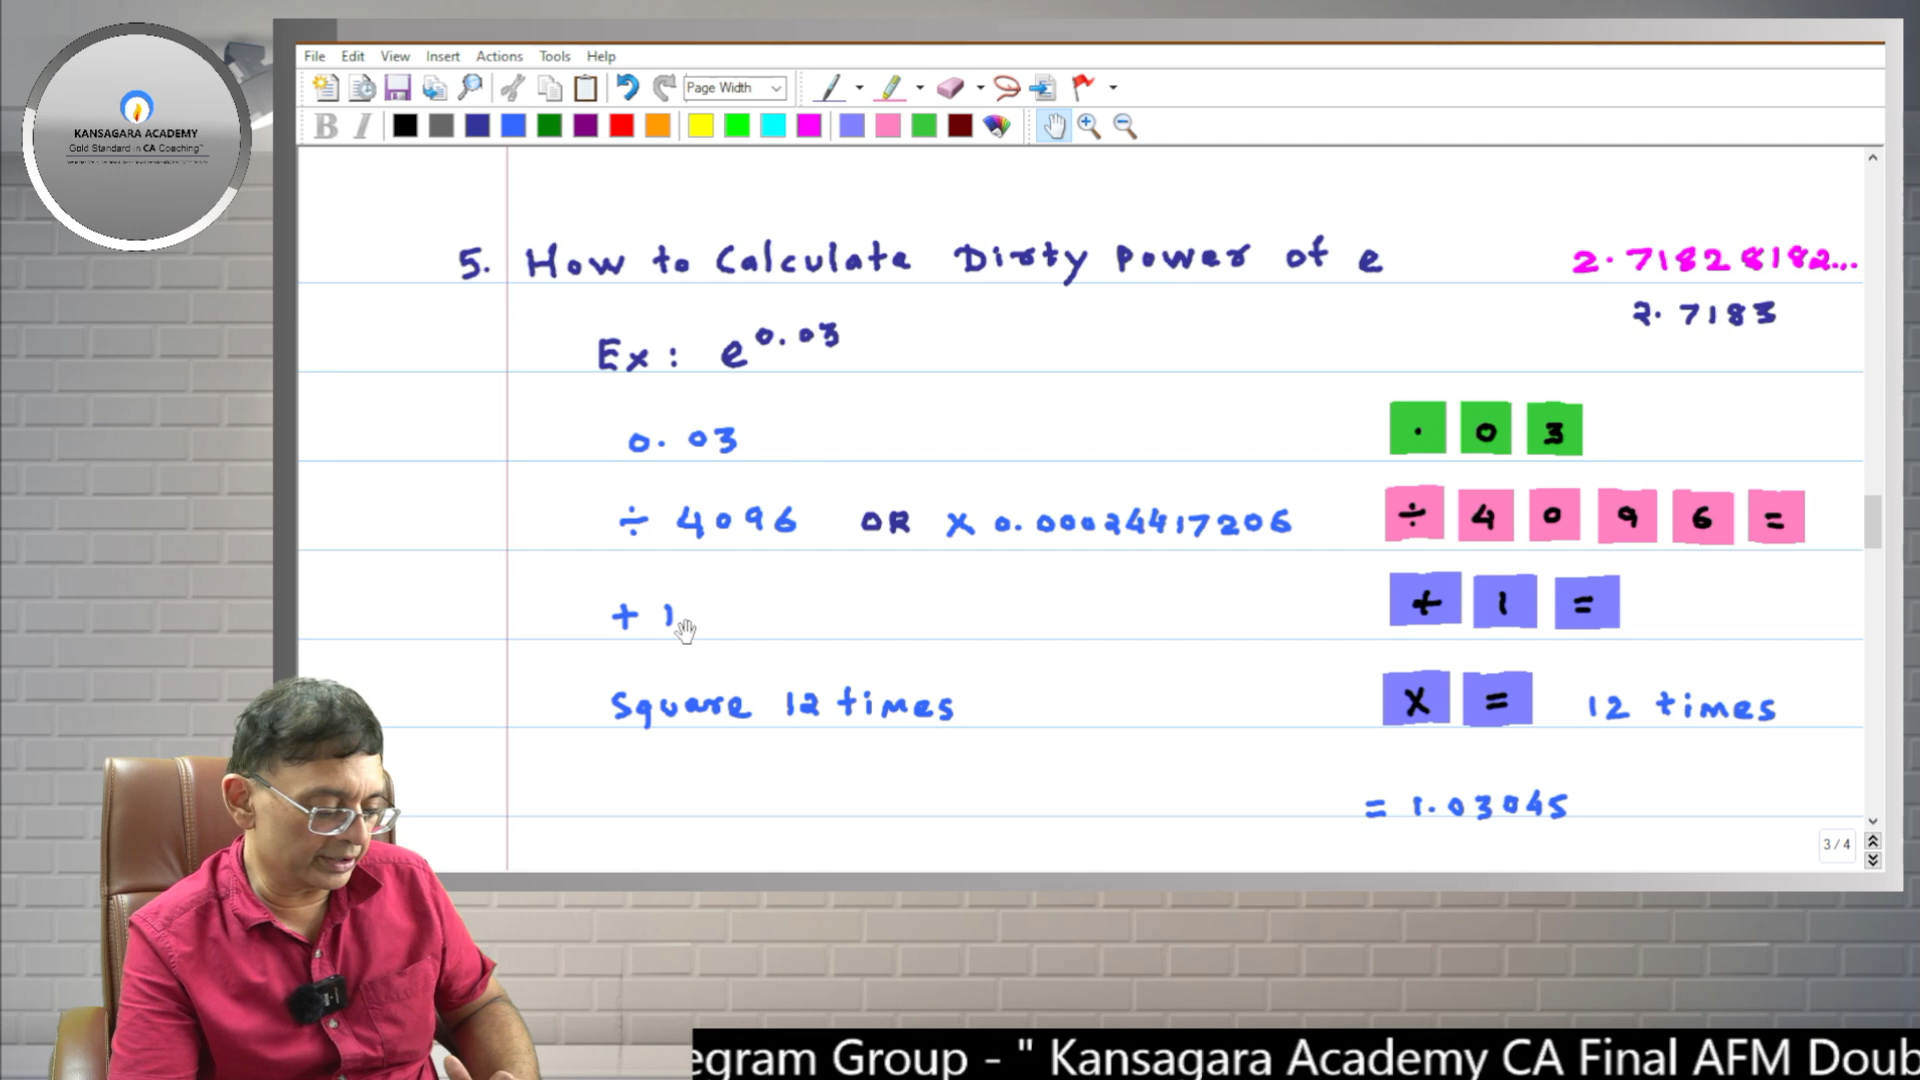 KANSAGARA ACADEMY
Gold Standard in CA Coaching™
File Edit View Insert Actions Tools Help
Page Width
B I
5. How to Calculate Dirty Power of e 2.71828182...
2.7183
Ex: e^0.03
0.03 . 0 3
÷ 4096 OR × 0.00024417206 ÷ 4 0 9 6 =
+ 1 + 1 =
Square 12 times × = 12 times
= 1.03045
3 / 4
egram Group - " Kansagara Academy CA Final AFM Doub